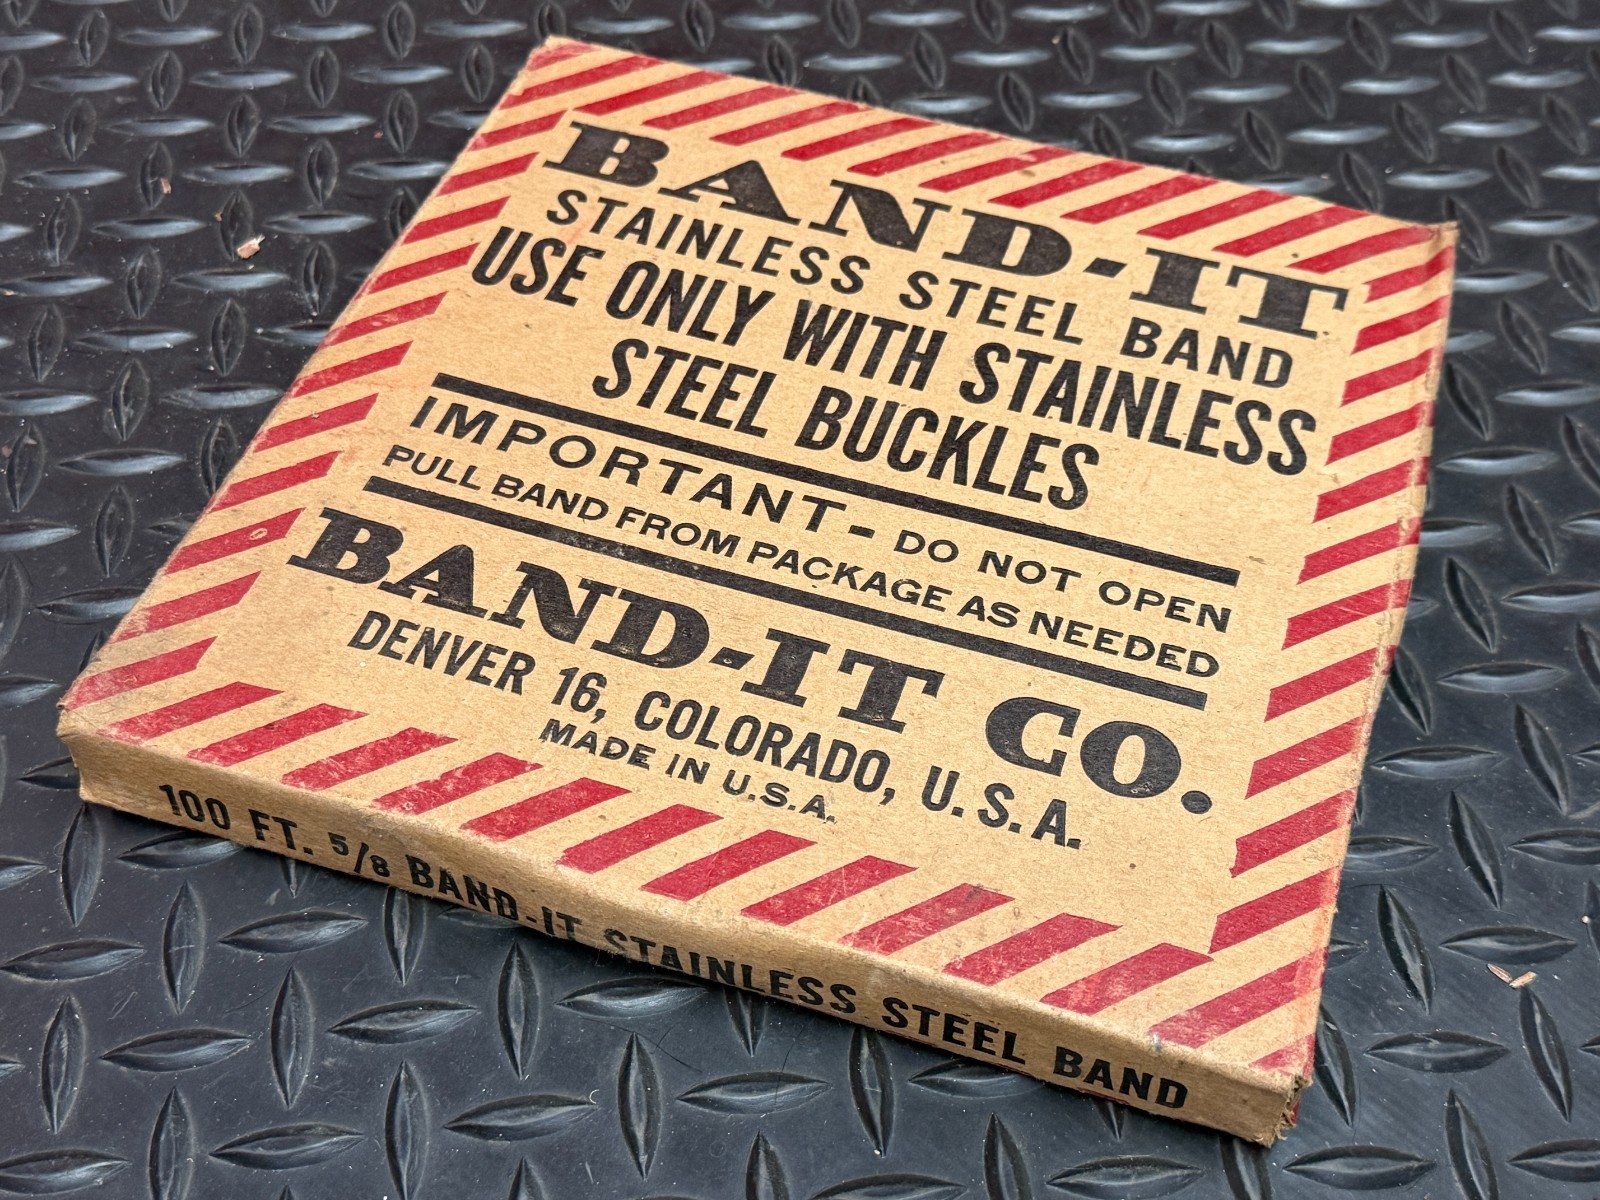 BAND-IT
STAINLESS STEEL BAND
USE ONLY WITH STAINLESS
STEEL BUCKLES
IMPORTANT - DO NOT OPEN
PULL BAND FROM PACKAGE AS NEEDED
BAND-IT CO.
DENVER 16, COLORADO, U.S.A.
MADE IN U.S.A.
100 FT. 5/8 BAND-IT STAINLESS STEEL BAND